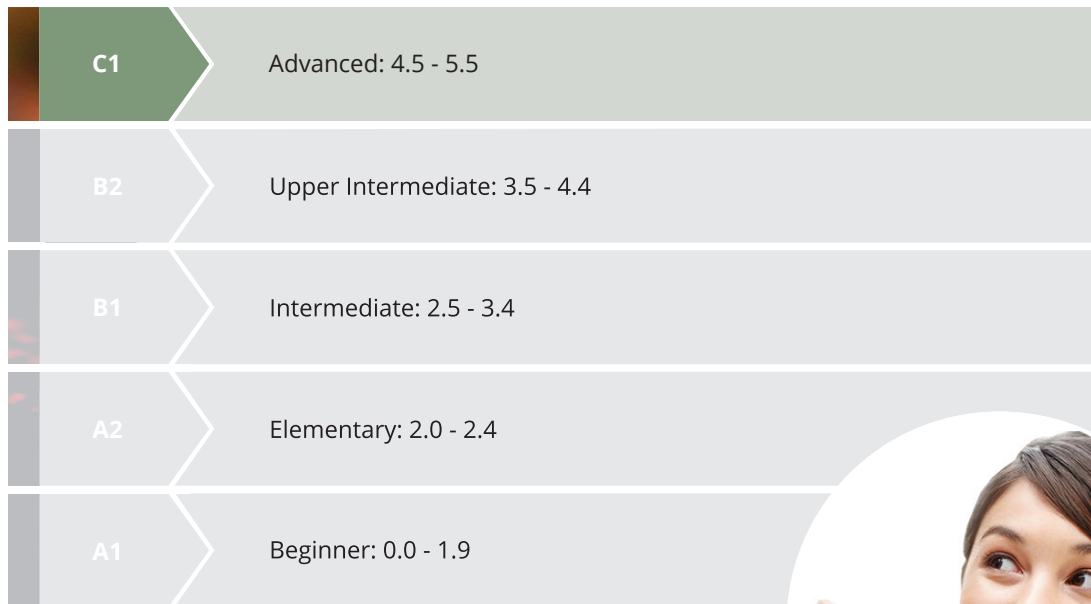 C1
Advanced: 4.5 - 5.5
B2
Upper Intermediate: 3.5 - 4.4
B1
Intermediate: 2.5 - 3.4
A2
Elementary: 2.0 - 2.4
A1
Beginner: 0.0 - 1.9